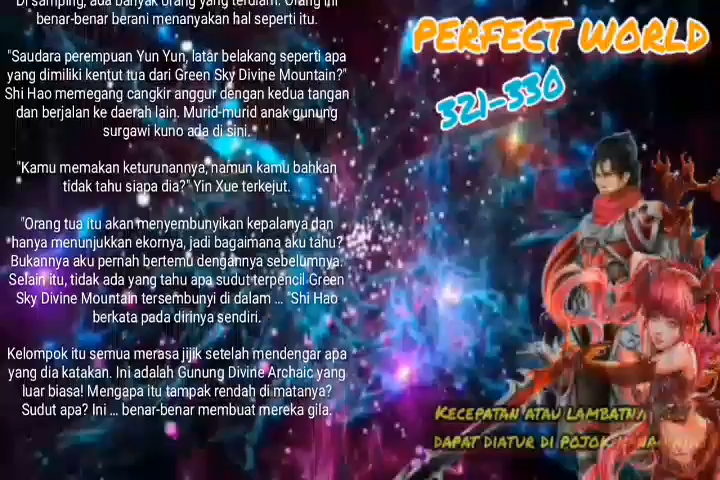 Di samping, ada banyak orang yang terdiam. Orang ini
benar-benar berani menanyakan hal seperti itu.
"Saudara perempuan Yun Yun, latar belakang seperti apa
yang dimiliki kentut tua dari Green Sky Divine Mountain?"
Shi Hao memegang cangkir anggur dengan kedua tangan
dan berjalan ke daerah lain. Murid-murid anak gunung
surgawi kuno ada di sini.
"Kamu memakan keturunannya, namun kamu bahkan
tidak tahu siapa dia?" Yin Xue terkejut.
"Orang tua itu akan menyembunyikan kepalanya dan
hanya menunjukkan ekornya, jadi bagaimana aku tahu?
Bukannya aku pernah bertemu dengannya sebelumnya.
Selain itu, tidak ada yang tahu apa sudut terpencil Green
Sky Divine Mountain tersembunyi di dalam ... "Shi Hao
berkata pada dirinya sendiri.
Kelompok itu semua merasa jijik setelah mendengar apa
yang dia katakan. Ini adalah Gunung Divine Archaic yang
luar biasa! Mengapa itu tampak rendah di matanya?
Sudut apa? Ini ... benar-benar membuat mereka gila.
PERFECT WORLD
321-330
KECEPATAN ATAU LAMBATNYA
DAPAT DIATUR DI POJOK